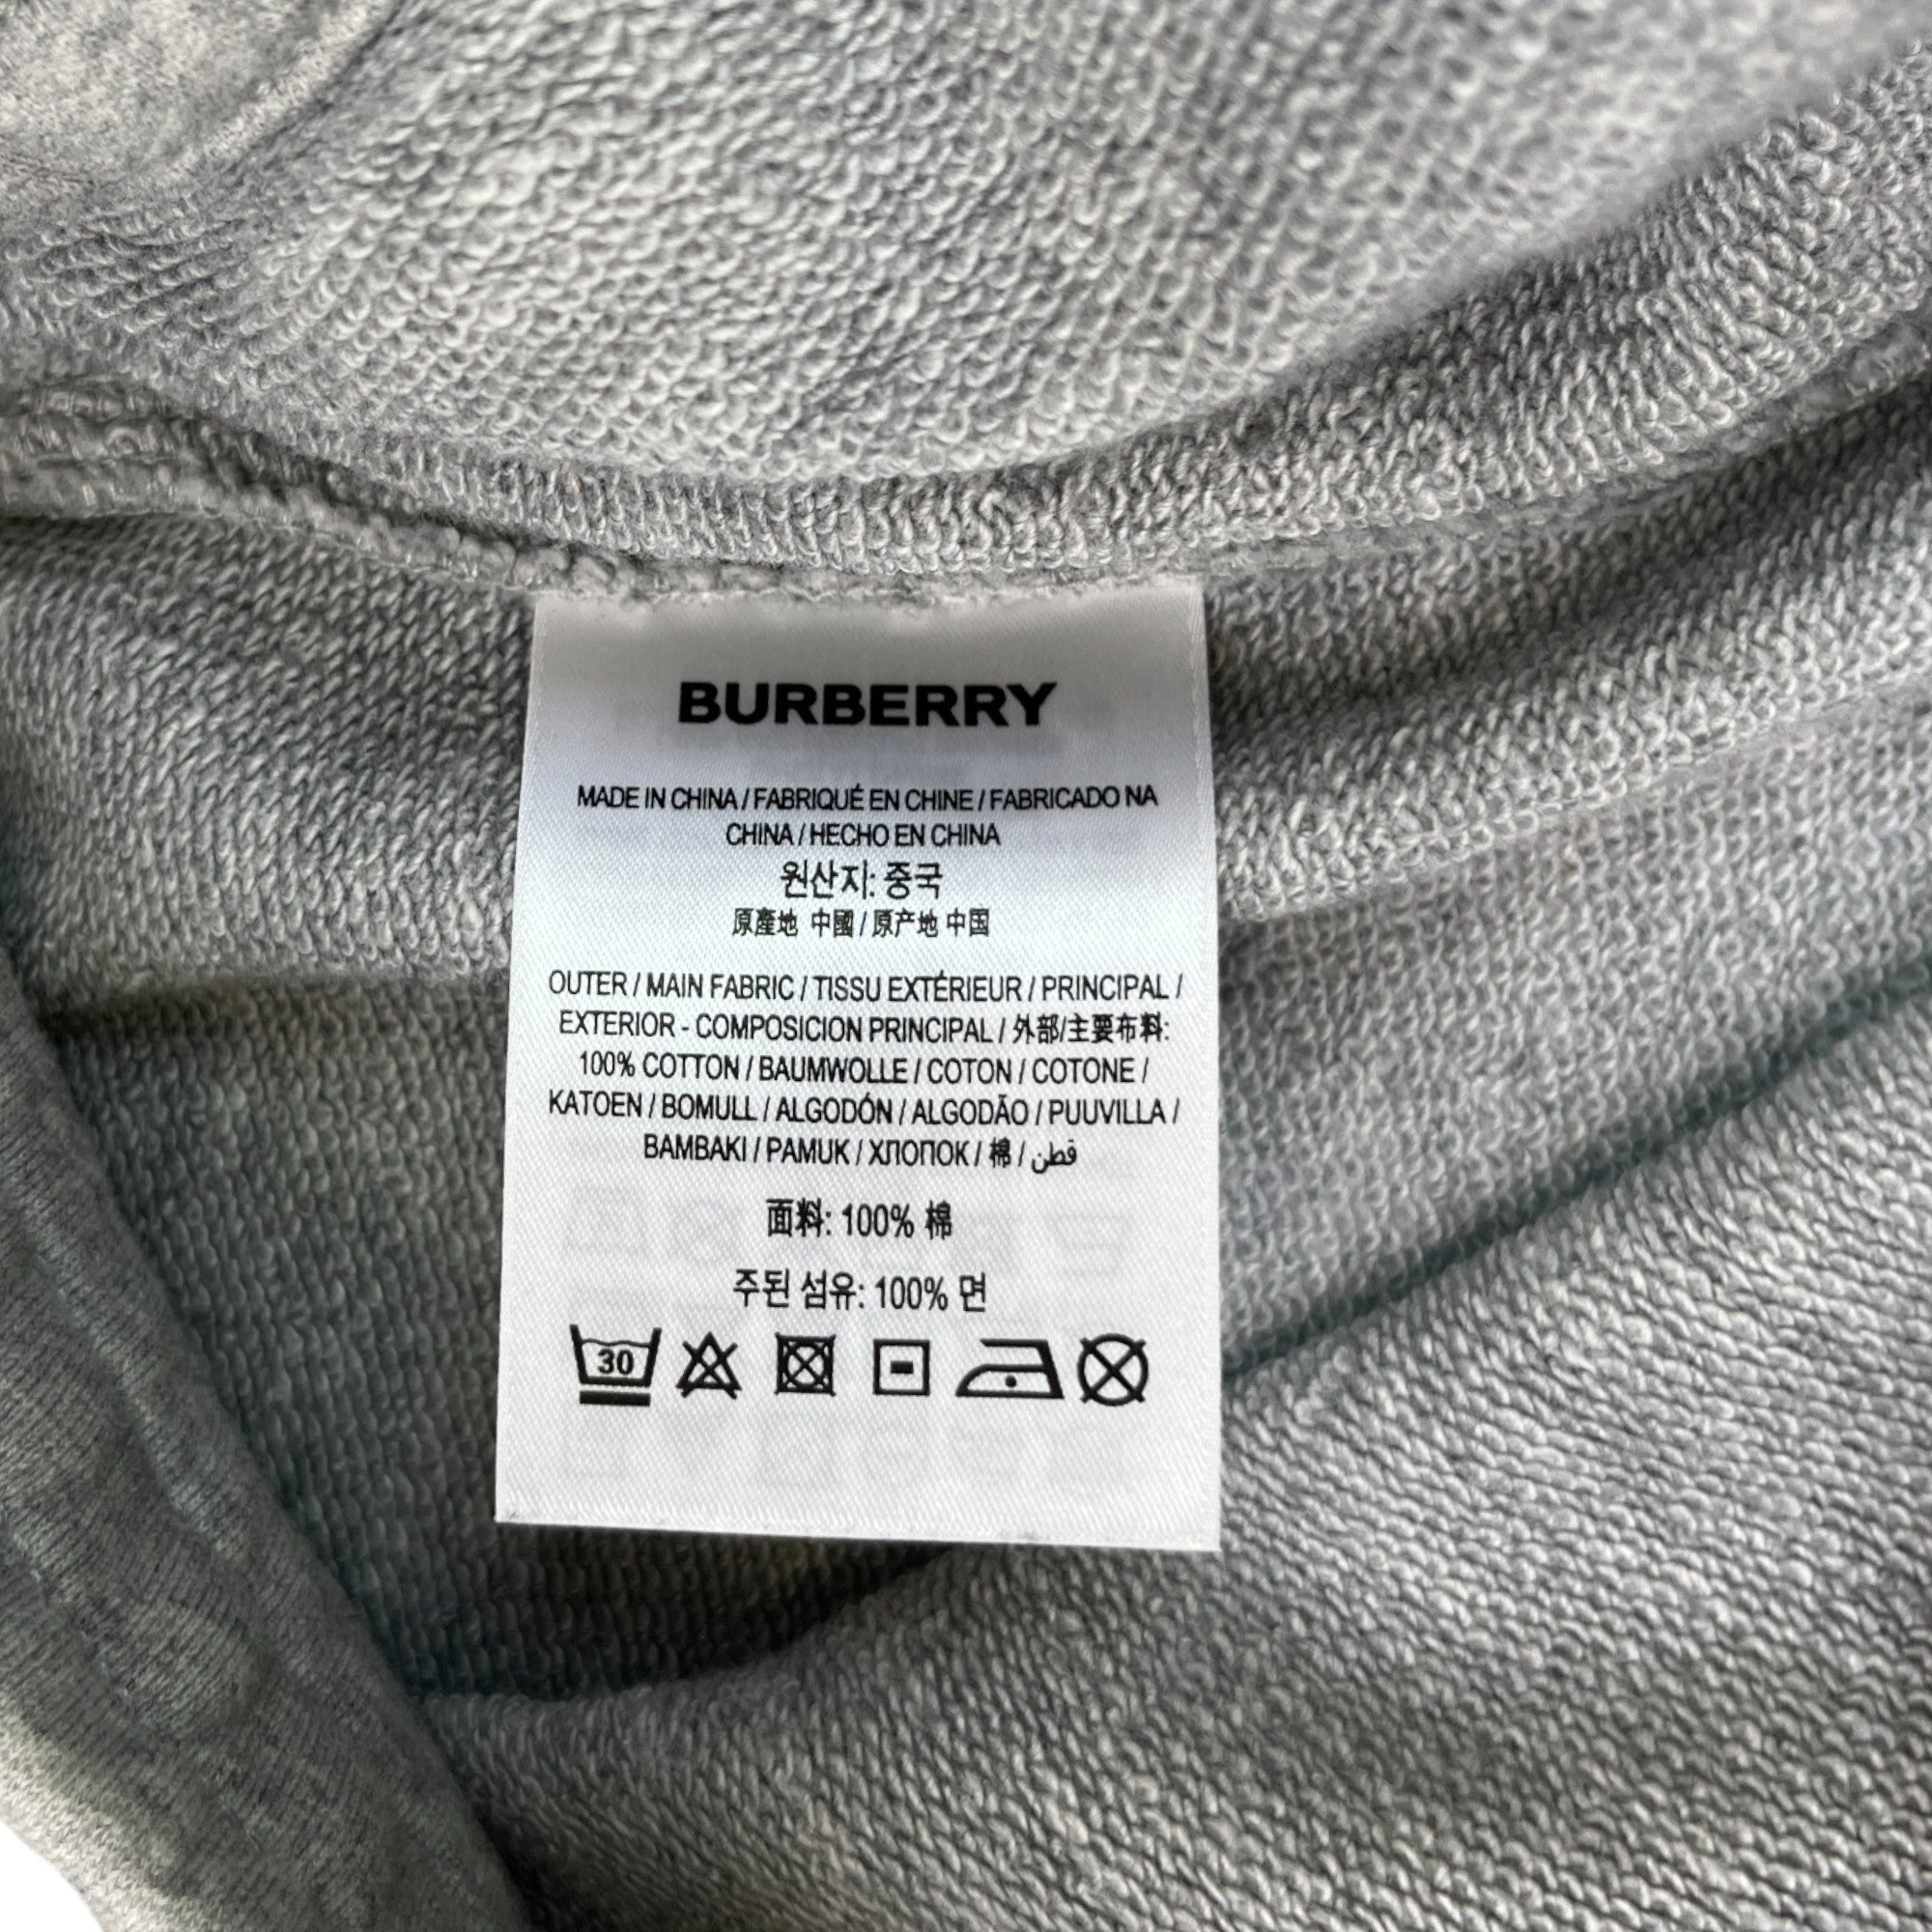 BURBERRY
MADE IN CHINA / FABRIQUÉ EN CHINE / FABRICADO NA
CHINA / HECHO EN CHINA
원산지: 중국
原產地 中國 / 原产地 中国
OUTER / MAIN FABRIC / TISSU EXTÉRIEUR / PRINCIPAL /
EXTERIOR - COMPOSICION PRINCIPAL / 外部/主要布料:
100% COTTON / BAUMWOLLE / COTON / COTONE /
KATOEN / BOMULL / ALGODÓN / ALGODÃO / PUUVILLA /
BAMBAKI / PAMUK / ХЛОПОК / 棉 / قطن
面料: 100% 棉
주된 섬유: 100% 면
30